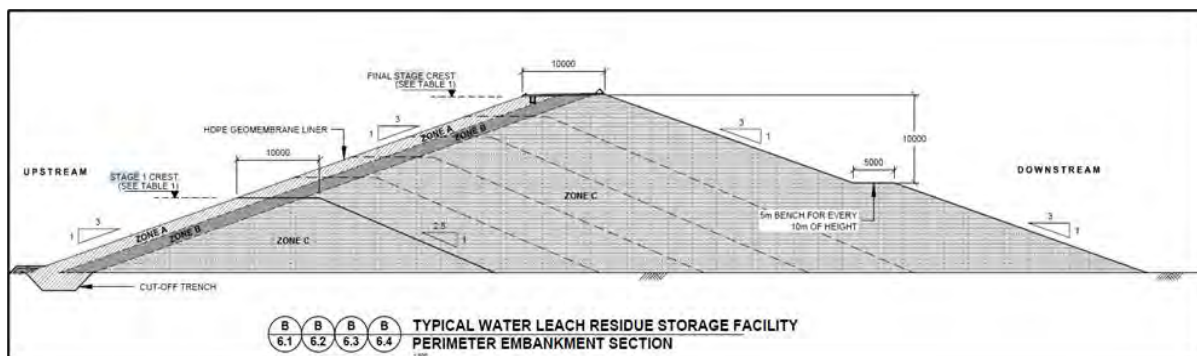 10000
FINAL STAGE CREST
(SEE TABLE 1)
3
1
ZONE A
ZONE B
HDPE GEOMEMBRANE LINER
10000
3
1
10000
UPSTREAM
STAGE 1 CREST
(SEE TABLE 1)
5000
DOWNSTREAM
ZONE C
5m BENCH FOR EVERY
10m OF HEIGHT
3
1
ZONE A
ZONE B
ZONE C
2.5
1
3
1
CUT-OFF TRENCH
B B B B TYPICAL WATER LEACH RESIDUE STORAGE FACILITY
6.1 6.2 6.3 6.4 PERIMETER EMBANKMENT SECTION